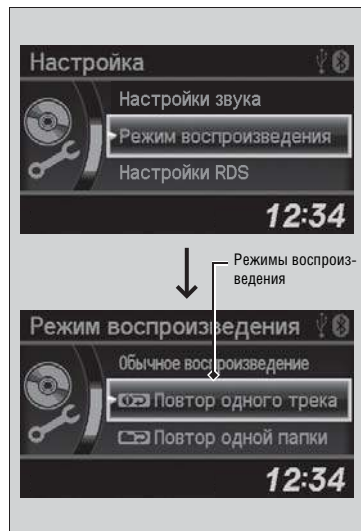 Настройка
Настройки звука
Режим воспроизведения
Настройки RDS
12:34
Режимы воспроиз-
ведения
Режим воспроизведения
Обычное воспроизведение
Повтор одного трека
Повтор одной папки
12:34